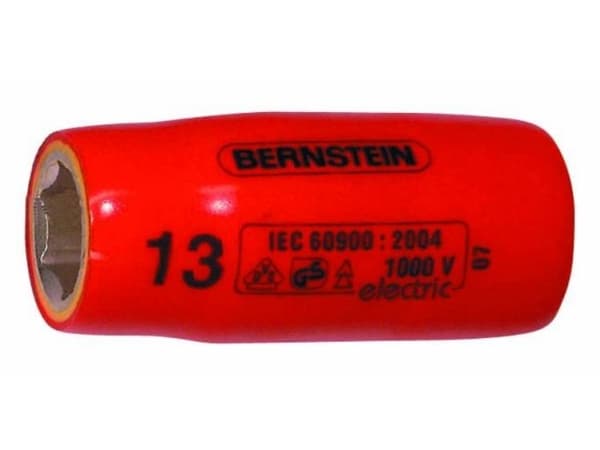 BERNSTEIN
13
IEC 60900 : 2004
1000 V
electric
07